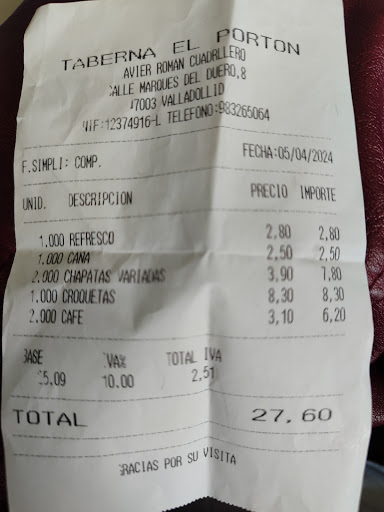 TABERNA EL PORTON
AVIER ROMAN CUADRLLERO
CALLE MARQUES DEL DUERO,8
47003 VALLADOLLID
NIF:12374916-L TELEFONO:983265064
F.SIMPLI: COMP. FECHA:05/04/2024
UNID. DESCRIPCION PRECIO IMPORTE
1.000 REFRESCO 2,80 2,80
1.000 CANA 2,50 2,50
2.000 CHAPATAS VARIADAS 3,90 7,80
1.000 CROQUETAS 8,30 8,30
2.000 CAFE 3,10 6,20
BASE IVA% TOTAL IVA
25.09 10.00 2,51
TOTAL 27,60
GRACIAS POR SU VISITA